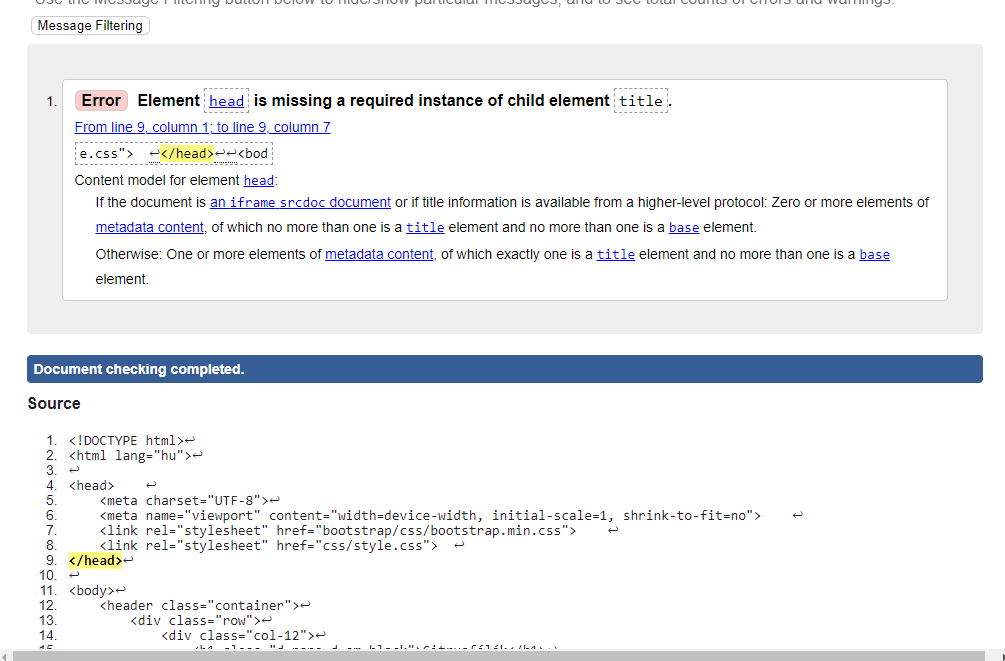 Use the Message Filtering button below to hide/show particular messages, and to see total counts of errors and warnings.
Message Filtering
1. Error Element head is missing a required instance of child element title.
From line 9, column 1; to line 9, column 7
e.css">  ↩</head>↩↩<bod
Content model for element head:
If the document is an iframe srcdoc document or if title information is available from a higher-level protocol: Zero or more elements of
metadata content, of which no more than one is a title element and no more than one is a base element.
Otherwise: One or more elements of metadata content, of which exactly one is a title element and no more than one is a base
element.
Document checking completed.
Source
1. <!DOCTYPE html>↩
2. <html lang="hu">↩
3. ↩
4. <head>    ↩
5.     <meta charset="UTF-8">↩
6.     <meta name="viewport" content="width=device-width, initial-scale=1, shrink-to-fit=no">    ↩
7.     <link rel="stylesheet" href="bootstrap/css/bootstrap.min.css">    ↩
8.     <link rel="stylesheet" href="css/style.css">  ↩
9. </head>↩
10. ↩
11. <body>↩
12.     <header class="container">↩
13.         <div class="row">↩
14.             <div class="col-12">↩